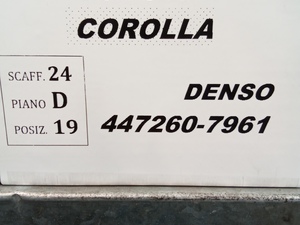 COROLLA
SCAFF. 24
PIANO D
POSIZ. 19
DENSO
447260-7961